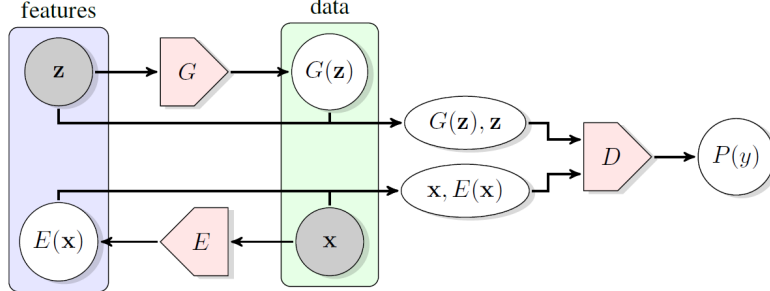 features
data
z
G
G(z)
G(z), z
D
P(y)
x, E(x)
E(x)
E
x